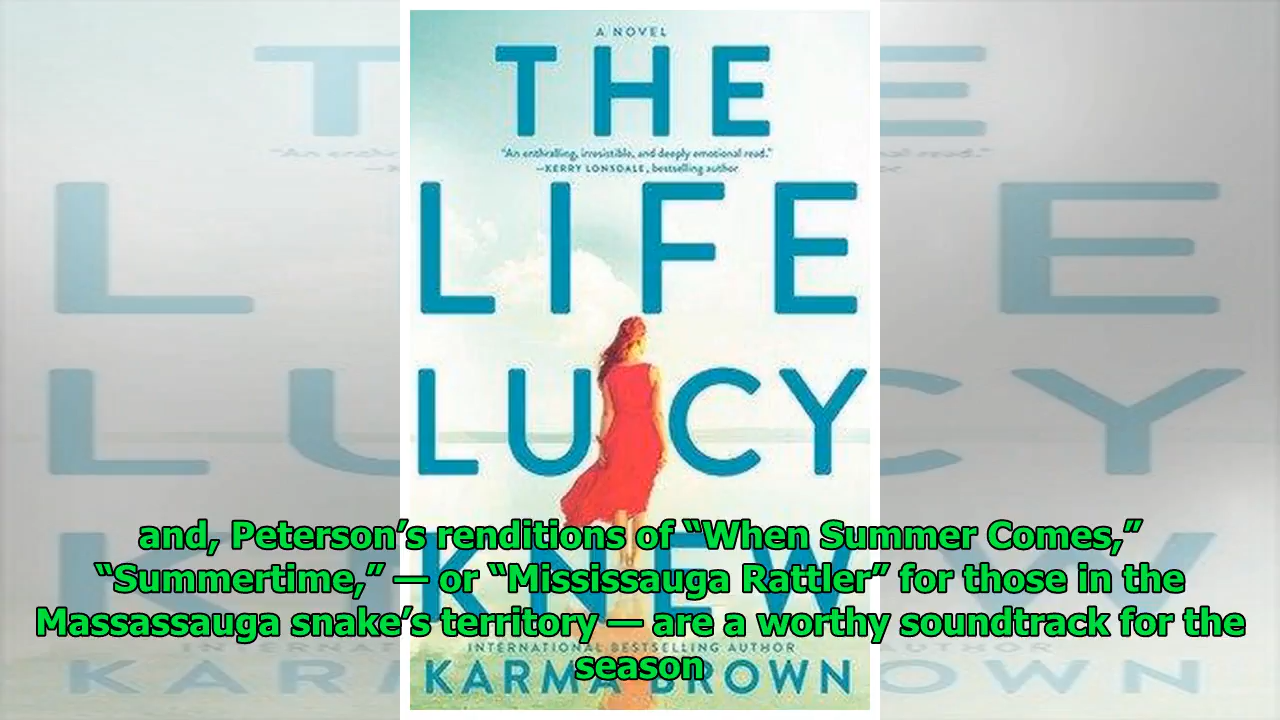 A NOVEL
THE
"An enthralling, irresistible, and deeply emotional read."
—KERRY LONSDALE, bestselling author
LIFE
LUCY
KNEW
and, Peterson’s renditions of “When Summer Comes,”
“Summertime,” — or “Mississauga Rattler” for those in the
Massassauga snake’s territory — are a worthy soundtrack for the
season
INTERNATIONAL BESTSELLING AUTHOR
KARMA BROWN